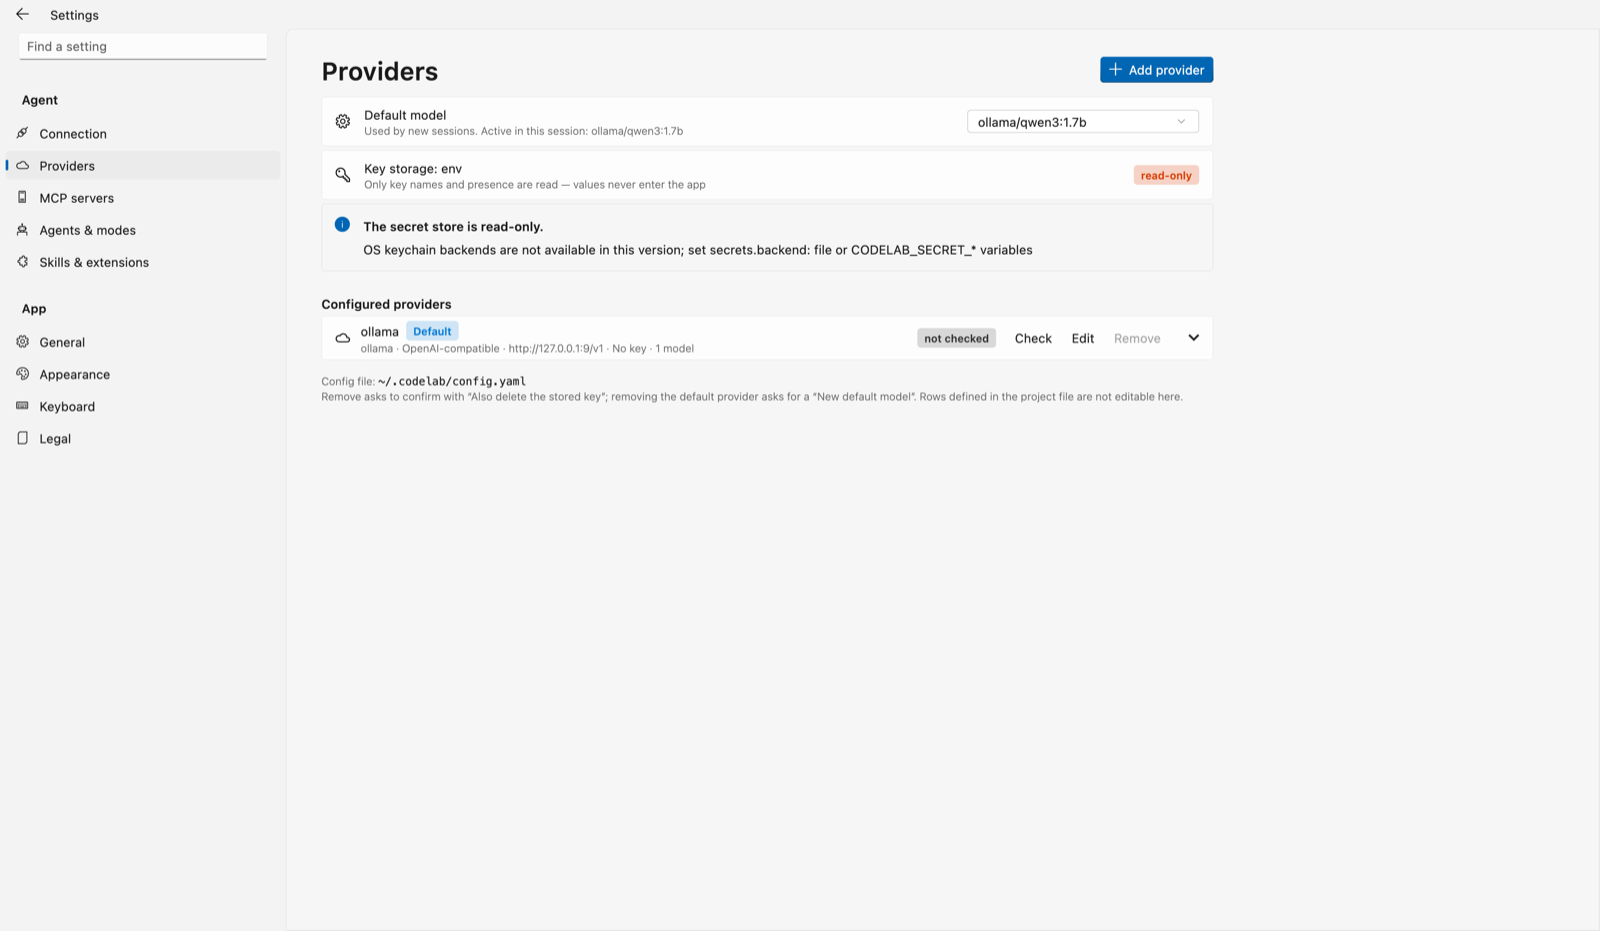 Settings
Find a setting
Agent
Connection
Providers
MCP servers
Agents & modes
Skills & extensions
App
General
Appearance
Keyboard
Legal
Providers
Add provider
Default model
Used by new sessions. Active in this session: ollama/qwen3:1.7b
ollama/qwen3:1.7b
Key storage: env
Only key names and presence are read — values never enter the app
read-only
The secret store is read-only.
OS keychain backends are not available in this version; set secrets.backend: file or CODELAB_SECRET_* variables
Configured providers
ollama Default
ollama · OpenAI-compatible · http://127.0.0.1:9/v1 · No key · 1 model
not checked Check Edit Remove
Config file: ~/.codelab/config.yaml
Remove asks to confirm with “Also delete the stored key”; removing the default provider asks for a “New default model”. Rows defined in the project file are not editable here.